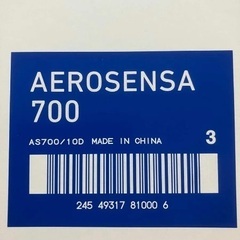 AEROSENSA
700
AS700/10D MADE IN CHINA 3
245 49317 81000 6